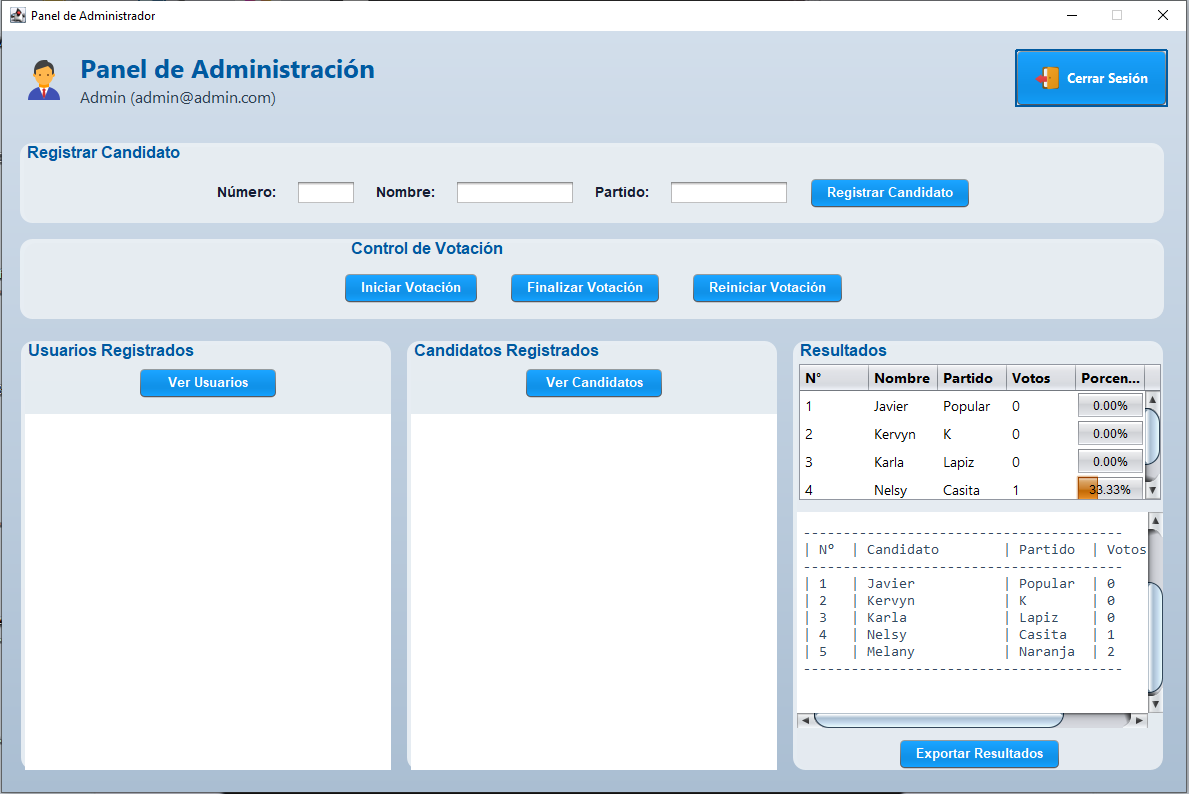 Panel de Administrador
Panel de Administración
Admin (admin@admin.com)
Cerrar Sesión
Registrar Candidato
Número: Nombre: Partido: Registrar Candidato
Control de Votación
Iniciar Votación Finalizar Votación Reiniciar Votación
Usuarios Registrados
Ver Usuarios
Candidatos Registrados
Ver Candidatos
Resultados
N° Nombre Partido Votos Porcen...
1 Javier Popular 0 0.00%
2 Kervyn K 0 0.00%
3 Karla Lapiz 0 0.00%
4 Nelsy Casita 1 33.33%
----------------------------------------
| Nº | Candidato | Partido | Votos
----------------------------------------
| 1 | Javier | Popular | 0
| 2 | Kervyn | K | 0
| 3 | Karla | Lapiz | 0
| 4 | Nelsy | Casita | 1
| 5 | Melany | Naranja | 2
----------------------------------------
Exportar Resultados